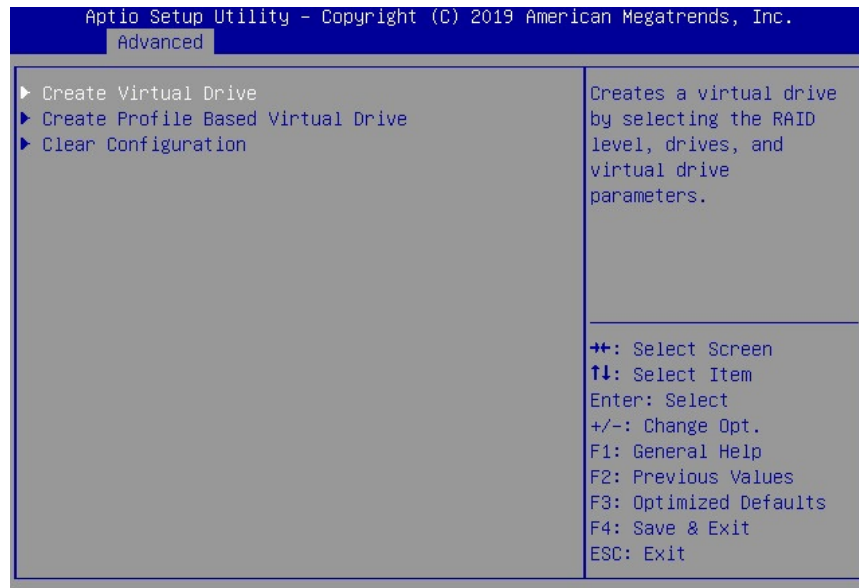 Aptio Setup Utility – Copyright (C) 2019 American Megatrends, Inc.
Advanced
▶ Create Virtual Drive
▶ Create Profile Based Virtual Drive
▶ Clear Configuration
Creates a virtual drive
by selecting the RAID
level, drives, and
virtual drive
parameters.
→←: Select Screen
↑↓: Select Item
Enter: Select
+/-: Change Opt.
F1: General Help
F2: Previous Values
F3: Optimized Defaults
F4: Save & Exit
ESC: Exit